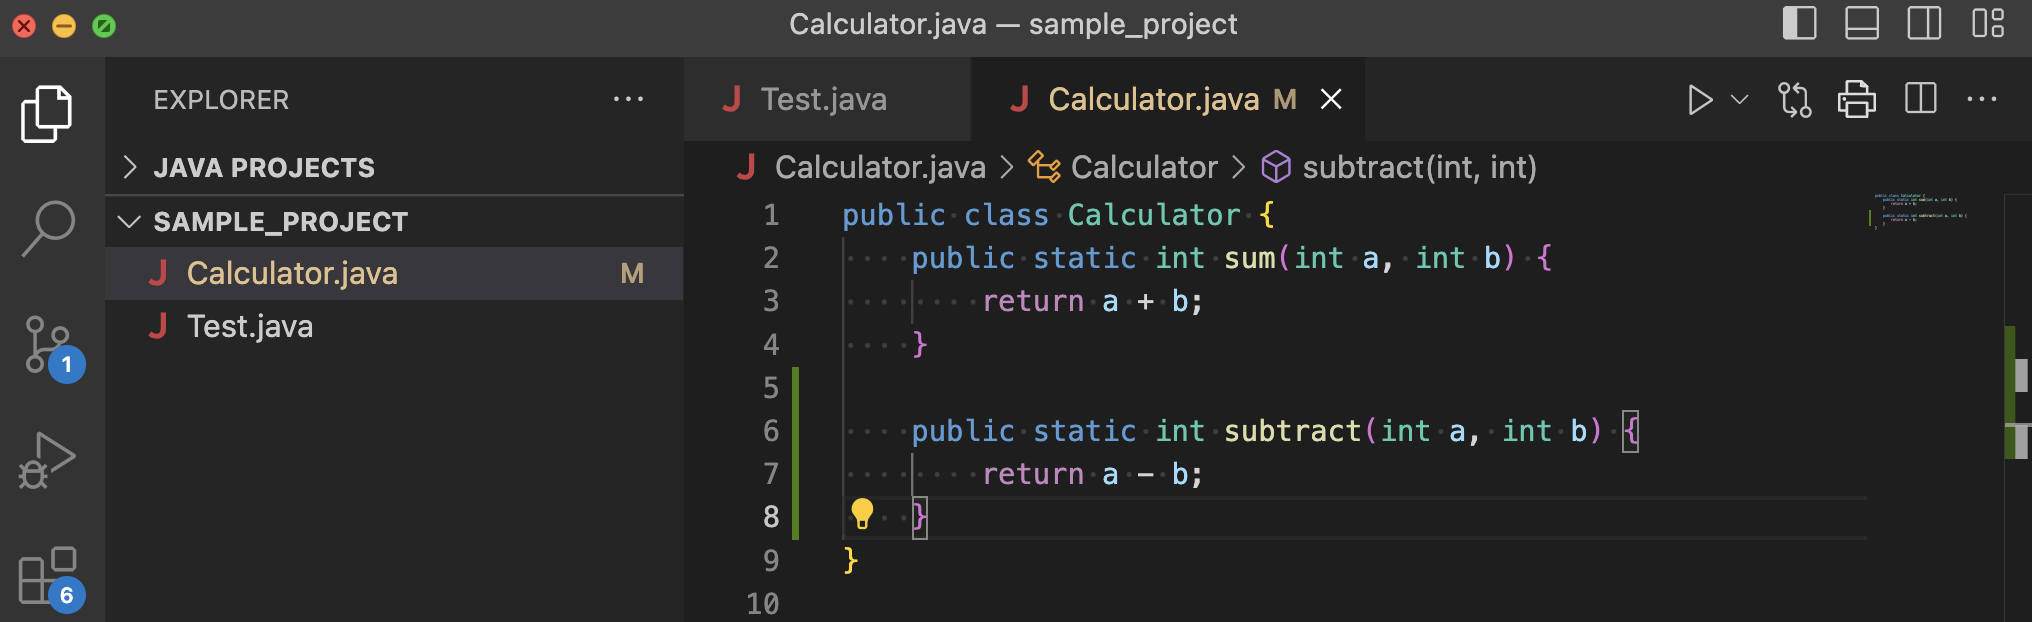 Calculator.java — sample_project
EXPLORER
JAVA PROJECTS
SAMPLE_PROJECT
Calculator.java M
Test.java
1
6
Test.java
Calculator.java M
Calculator.java > Calculator > subtract(int, int)
1 public class Calculator {
2 public static int sum(int a, int b) {
3 return a + b;
4 }
5
6 public static int subtract(int a, int b) {
7 return a - b;
8 }
9 }
10